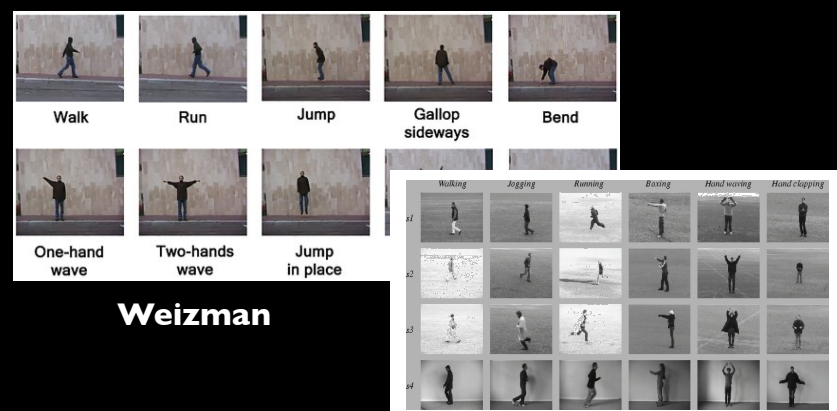 Walk Run Jump Gallop sideways Bend
One-hand wave Two-hands wave Jump in place
Weizman
Walking Jogging Running Boxing Hand waving Hand clapping
s1
s2
s3
s4